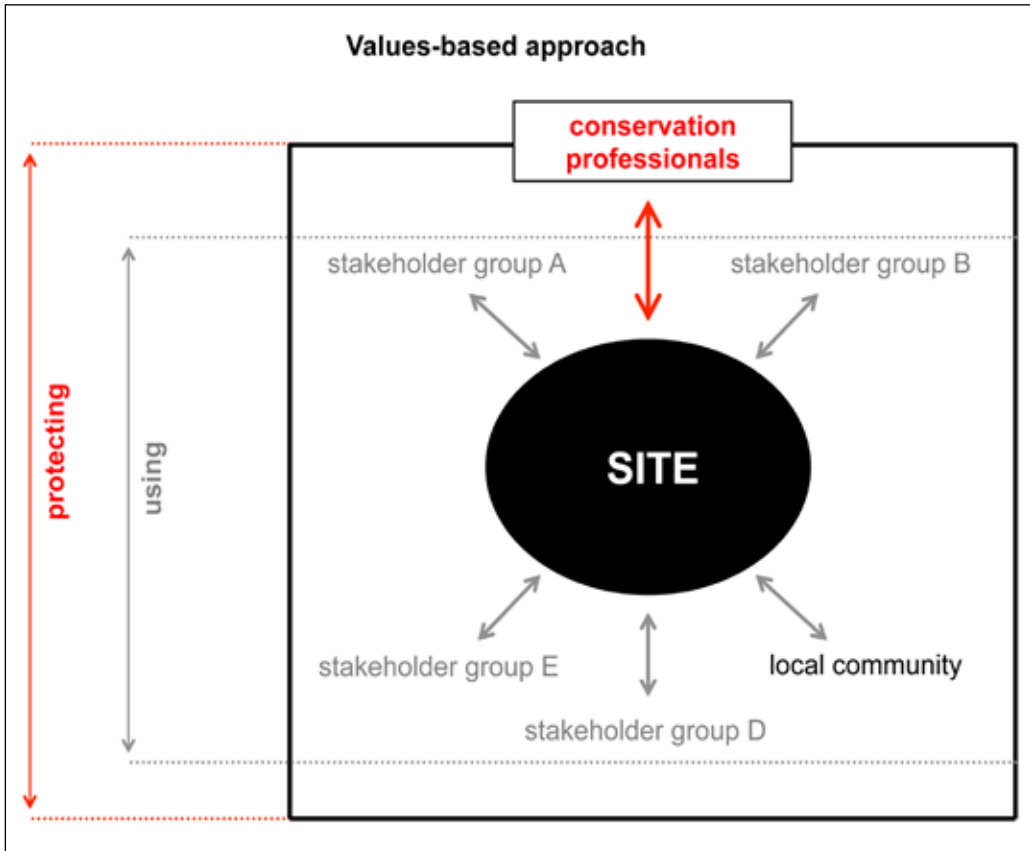 Values-based approach
conservation
professionals
stakeholder group A
stakeholder group B
protecting
using
SITE
stakeholder group E
local community
stakeholder group D